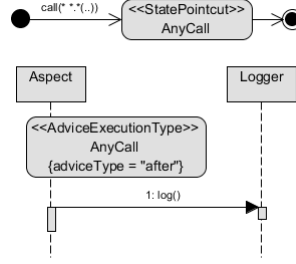 call(* *.*(..))
<<StatePointcut>>
AnyCall
Aspect
Logger
<<AdviceExecutionType>>
AnyCall
{adviceType = "after"}
1: log()